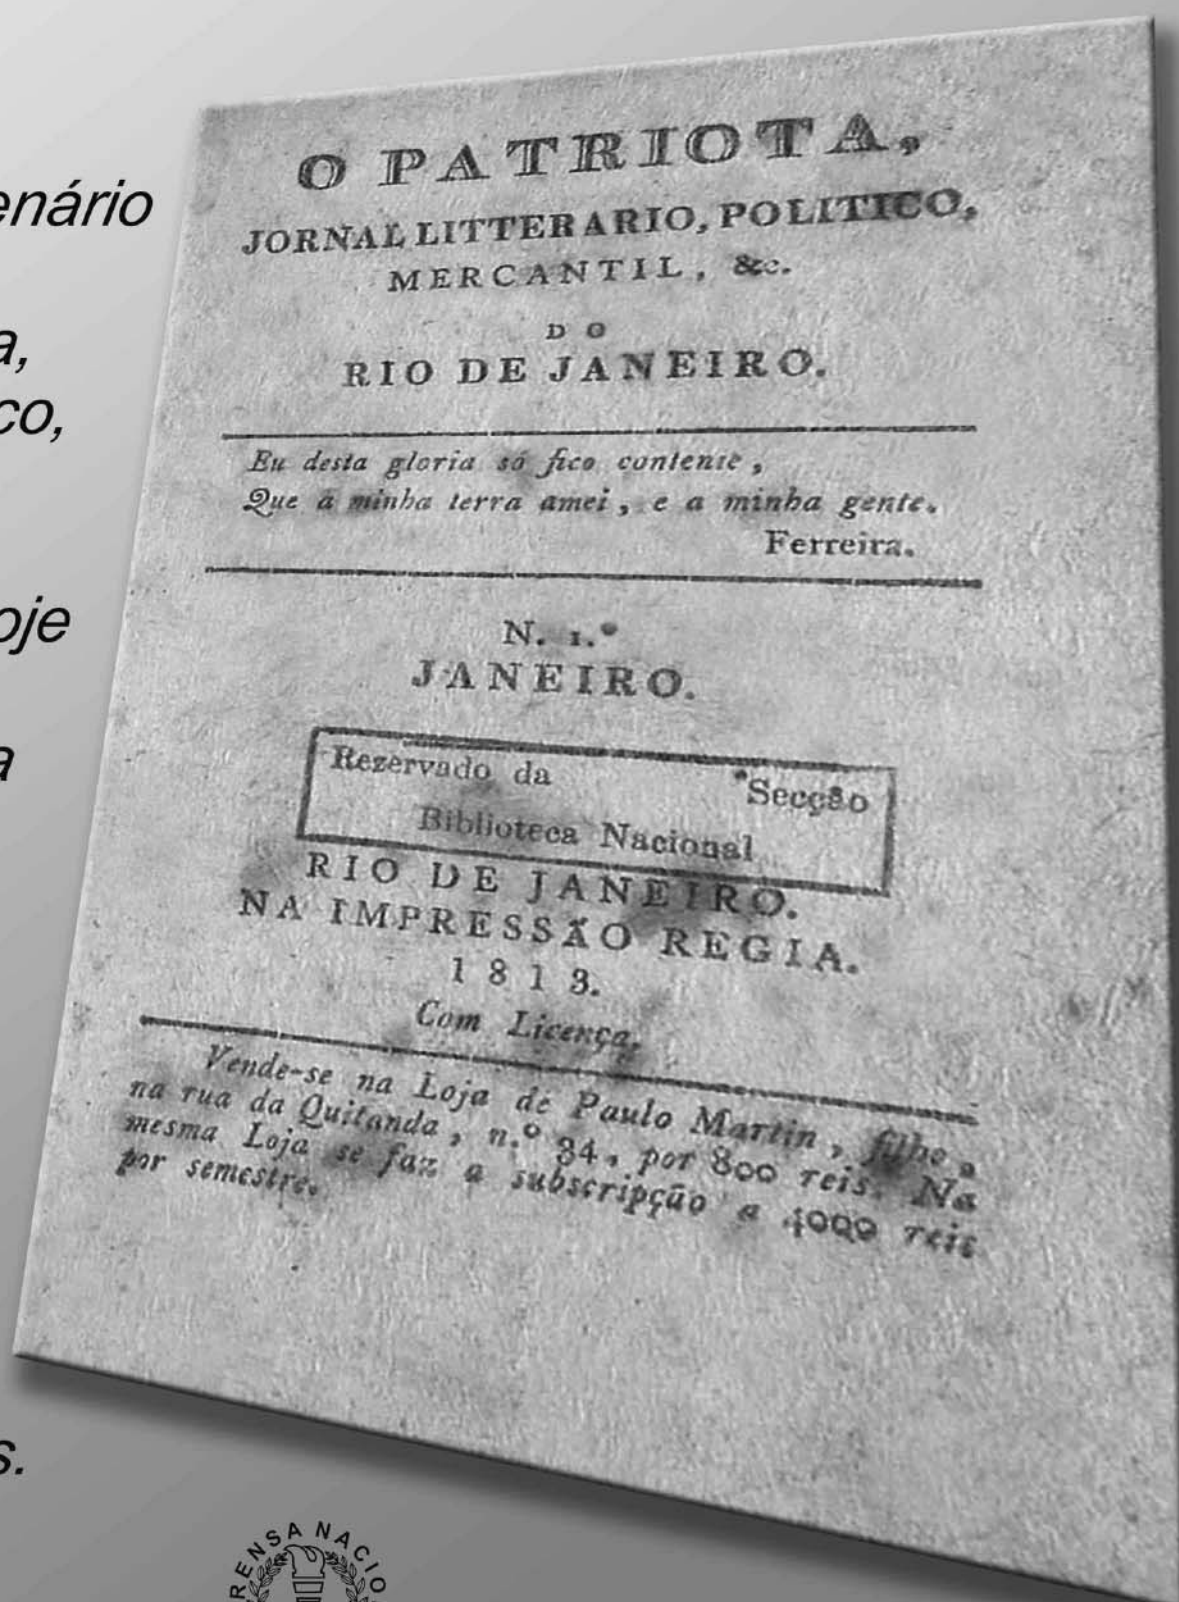 enário
a,
co,
oje
a
s.
O PATRIOTA,
JORNAL LITTERARIO, POLITICO,
MERCANTIL, &c.
DO
RIO DE JANEIRO.
Eu desta gloria só fico contente,
Que a minha terra amei, e a minha gente.
Ferreira.
N. 1.º
JANEIRO.
Rezervado da Secção
Biblioteca Nacional
RIO DE JANEIRO.
NA IMPRESSÃO REGIA.
1813.
Com Licença.
Vende-se na Loja de Paulo Martin, filho,
na rua da Quitanda, n.º 34, por 800 reis. Na
mesma Loja se faz a subscripção a 4000 reis
por semestre.
RENSA NACIO